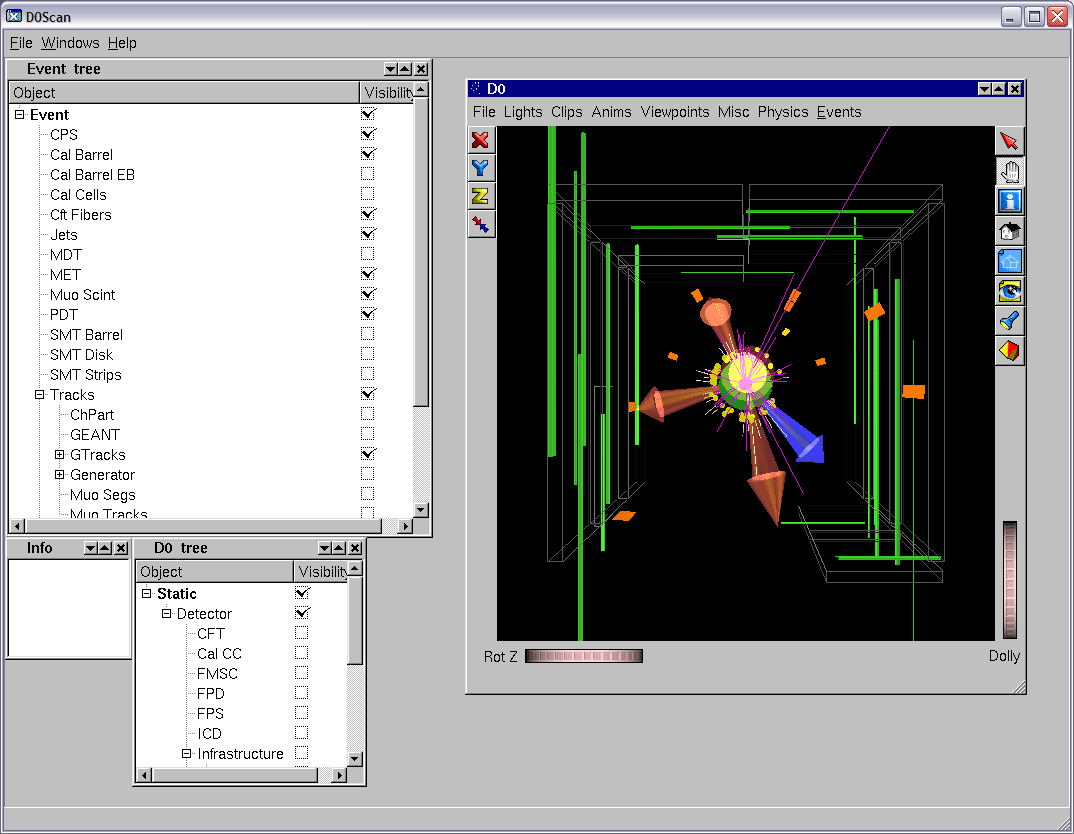 D0Scan
File Windows Help
Event tree
Object Visibility
Event
CPS
Cal Barrel
Cal Barrel EB
Cal Cells
Cft Fibers
Jets
MDT
MET
Muo Scint
PDT
SMT Barrel
SMT Disk
SMT Strips
Tracks
ChPart
GEANT
GTracks
Generator
Muo Segs
Muo Tracks
Info
D0 tree
Object Visibility
Static
Detector
CFT
Cal CC
FMSC
FPD
FPS
ICD
Infrastructure
D0
File Lights Clips Anims Viewpoints Misc Physics Events
Y
Z
Rot Z
Dolly